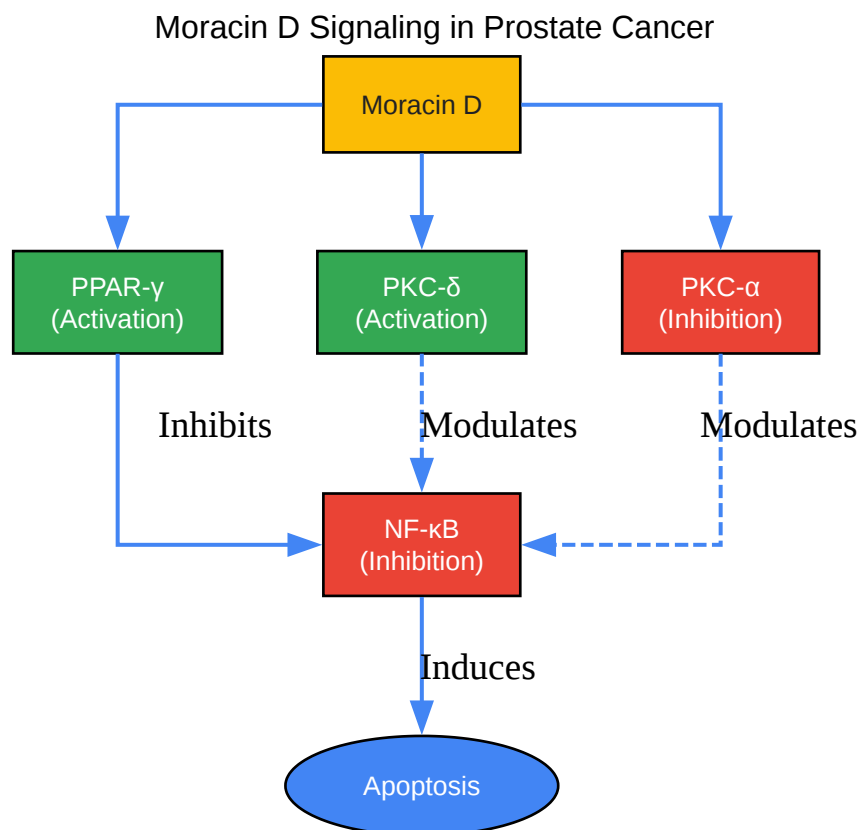 Moracin D Signaling in Prostate Cancer
Moracin D
PPAR-γ
(Activation)
PKC-δ
(Activation)
PKC-α
(Inhibition)
Inhibits
Modulates
Modulates
NF-κB
(Inhibition)
Induces
Apoptosis